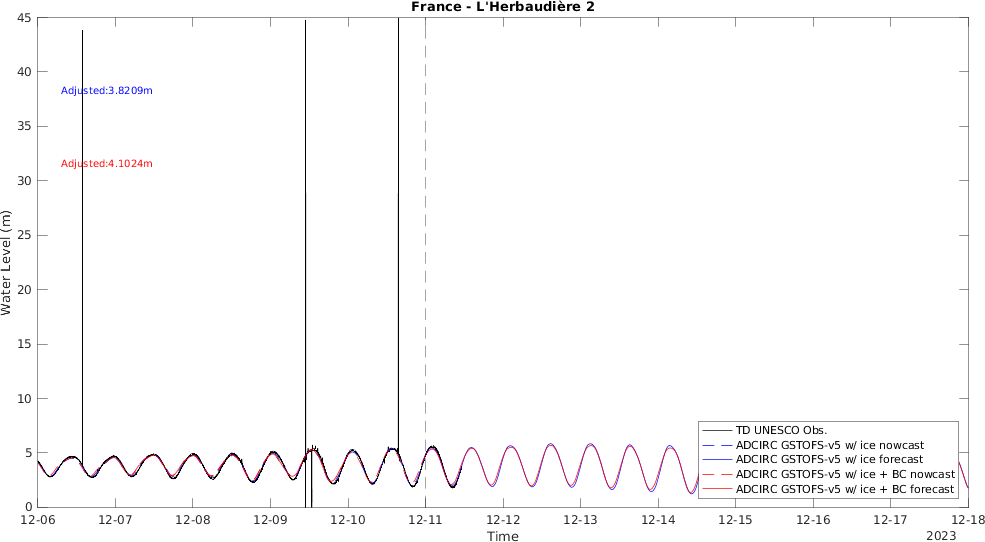 France - L'Herbaudière 2
45
40
35
30
25
20
15
10
5
0
Water Level (m)
Adjusted:3.8209m
Adjusted:4.1024m
TD UNESCO Obs.
ADCIRC GSTOFS-v5 w/ ice nowcast
ADCIRC GSTOFS-v5 w/ ice forecast
ADCIRC GSTOFS-v5 w/ ice + BC nowcast
ADCIRC GSTOFS-v5 w/ ice + BC forecast
12-06 12-07 12-08 12-09 12-10 12-11 12-12 12-13 12-14 12-15 12-16 12-17 12-18
Time
2023